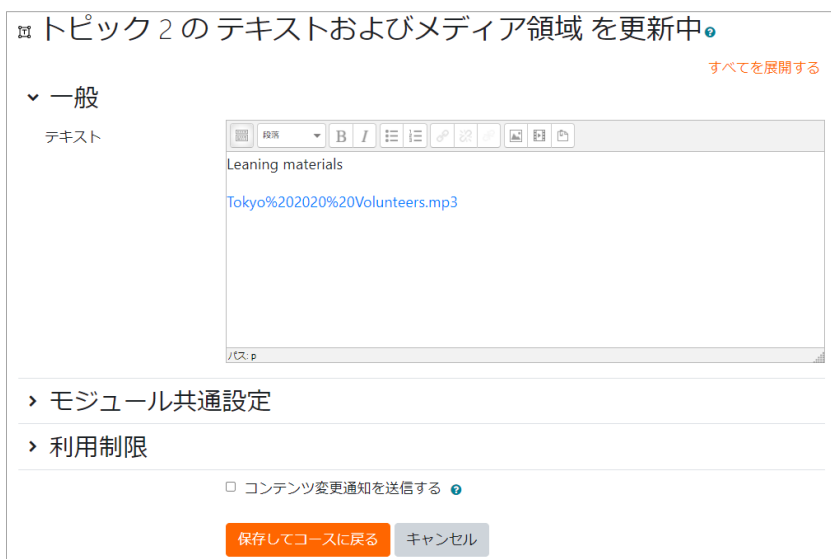 トピック 2 の テキストおよびメディア領域 を更新中
すべてを展開する
一般
テキスト
段落 B I
Leaning materials
Tokyo%202020%20Volunteers.mp3
パス: p
モジュール共通設定
利用制限
コンテンツ変更通知を送信する
保存してコースに戻る キャンセル